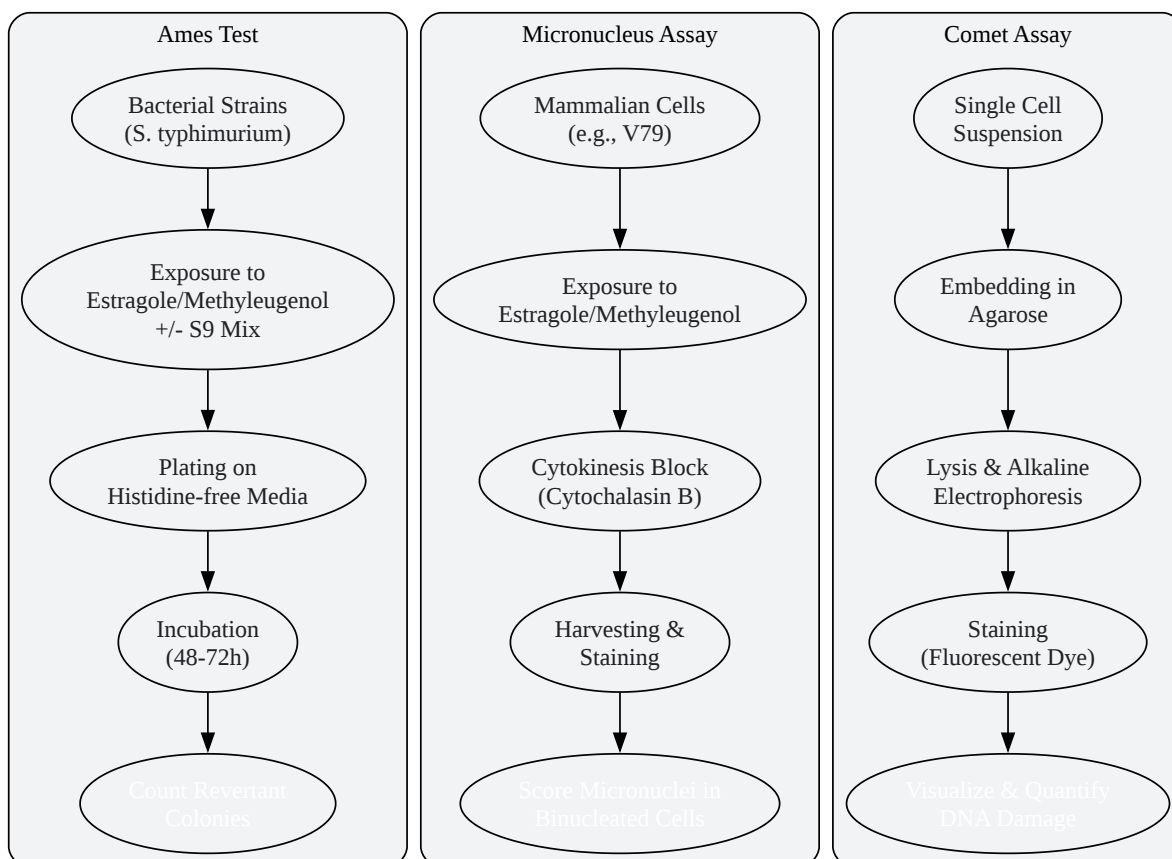 Ames Test
Bacterial Strains
(S. typhimurium)
Exposure to
Estragole/Methyleugenol
+/- S9 Mix
Plating on
Histidine-free Media
Incubation
(48-72h)
Count Revertant
Colonies
Micronucleus Assay
Mammalian Cells
(e.g., V79)
Exposure to
Estragole/Methyleugenol
Cytokinesis Block
(Cytochalasin B)
Harvesting &
Staining
Score Micronuclei in
Binucleated Cells
Comet Assay
Single Cell
Suspension
Embedding in
Agarose
Lysis & Alkaline
Electrophoresis
Staining
(Fluorescent Dye)
Visualize & Quantify
DNA Damage